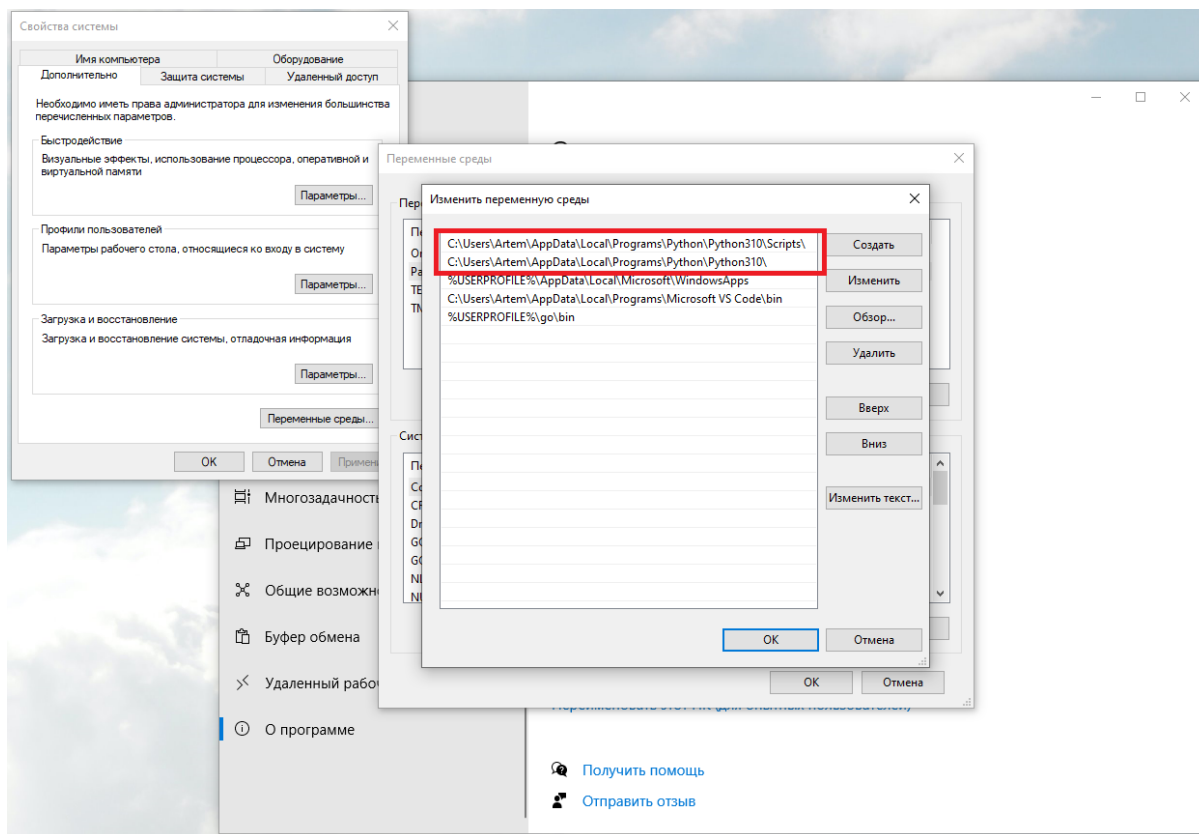 Свойства системы
Имя компьютера
Оборудование
Дополнительно
Защита системы
Удаленный доступ
Необходимо иметь права администратора для изменения большинства
перечисленных параметров.
Быстродействие
Визуальные эффекты, использование процессора, оперативной и
виртуальной памяти
Параметры...
Профили пользователей
Параметры рабочего стола, относящиеся ко входу в систему
Параметры...
Загрузка и восстановление
Загрузка и восстановление системы, отладочная информация
Параметры...
Переменные среды...
ОК
Отмена
Переменные среды
Изменить переменную среды
C:\Users\Artem\AppData\Local\Programs\Python\Python310\Scripts\
C:\Users\Artem\AppData\Local\Programs\Python\Python310\
%USERPROFILE%\AppData\Local\Microsoft\WindowsApps
C:\Users\Artem\AppData\Local\Programs\Microsoft VS Code\bin
%USERPROFILE%\go\bin
Создать
Изменить
Обзор...
Удалить
Вверх
Вниз
Изменить текст...
ОК
Отмена
ОК
Отмена
Многозадачность
Проецирование
Общие
Буфер обмена
Удаленный
О программе
Получить помощь
Отправить отзыв